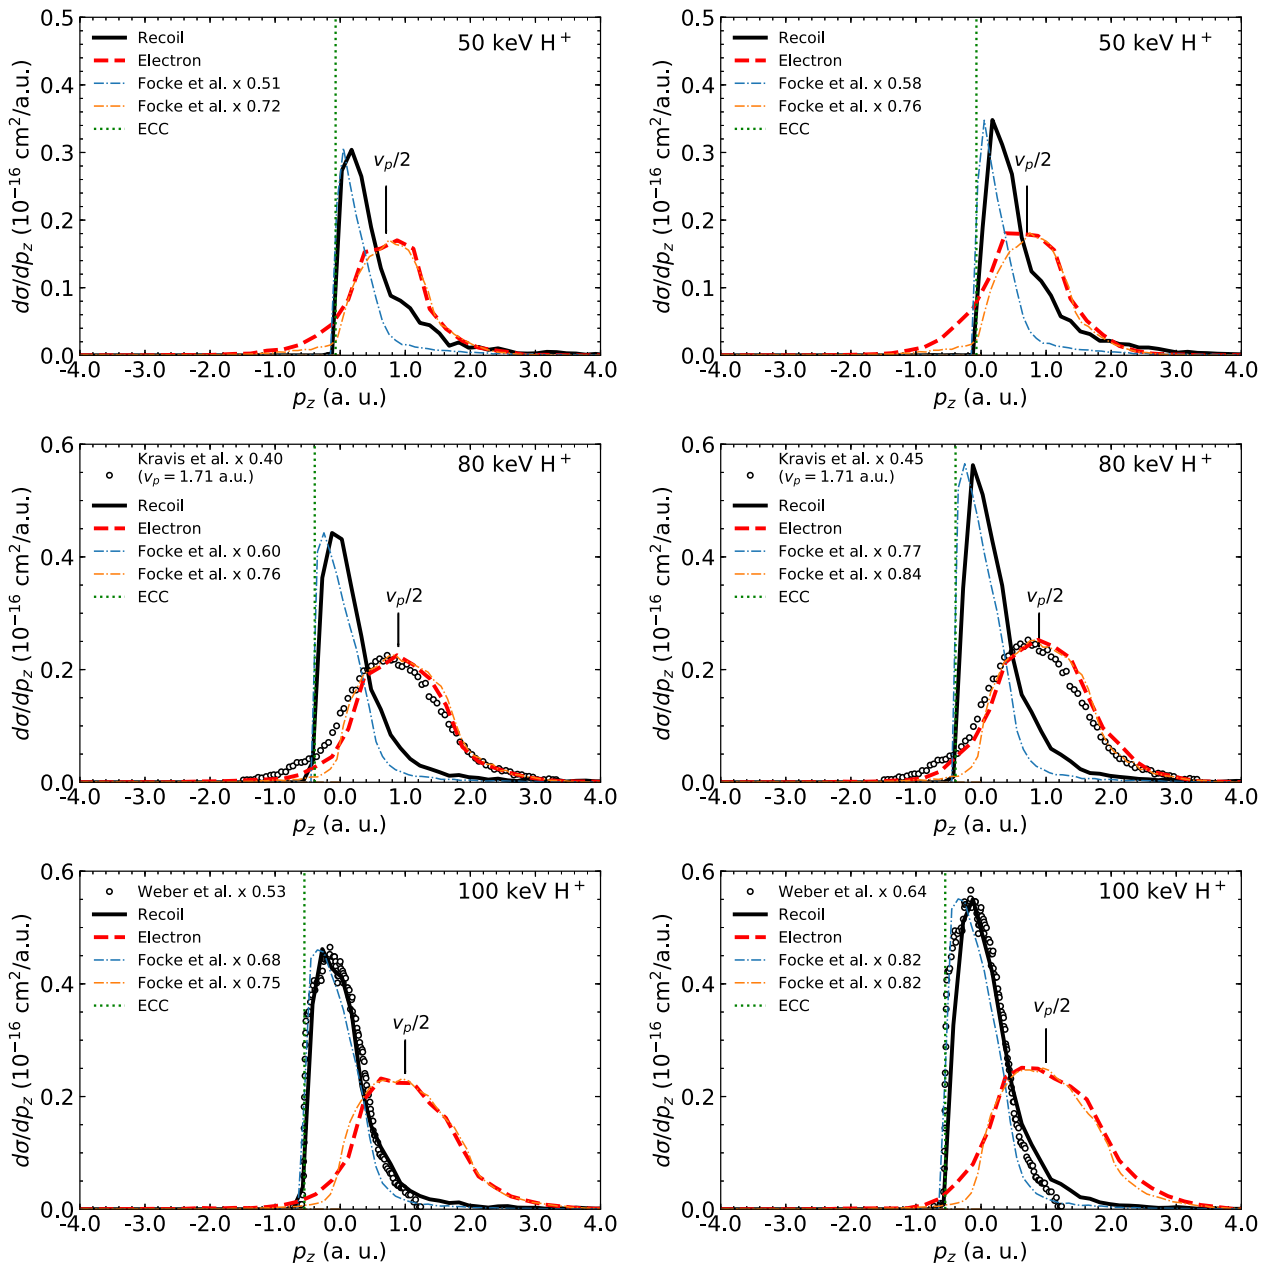 Recoil
Electron
Focke et al. x 0.51
Focke et al. x 0.72
ECC
50 keV H⁺
v_p/2
0.5
0.4
0.3
0.2
0.1
0.0
dσ/dp_z (10⁻¹⁶ cm²/a.u.)
-4.0 -3.0 -2.0 -1.0 0.0 1.0 2.0 3.0 4.0
p_z (a. u.)
Recoil
Electron
Focke et al. x 0.58
Focke et al. x 0.76
ECC
50 keV H⁺
v_p/2
0.5
0.4
0.3
0.2
0.1
0.0
dσ/dp_z (10⁻¹⁶ cm²/a.u.)
-4.0 -3.0 -2.0 -1.0 0.0 1.0 2.0 3.0 4.0
p_z (a. u.)
Kravis et al. x 0.40
(v_p = 1.71 a.u.)
Recoil
Electron
Focke et al. x 0.60
Focke et al. x 0.76
ECC
80 keV H⁺
v_p/2
0.6
0.4
0.2
0.0
dσ/dp_z (10⁻¹⁶ cm²/a.u.)
-4.0 -3.0 -2.0 -1.0 0.0 1.0 2.0 3.0 4.0
p_z (a. u.)
Kravis et al. x 0.45
(v_p = 1.71 a.u.)
Recoil
Electron
Focke et al. x 0.77
Focke et al. x 0.84
ECC
80 keV H⁺
v_p/2
0.6
0.4
0.2
0.0
dσ/dp_z (10⁻¹⁶ cm²/a.u.)
-4.0 -3.0 -2.0 -1.0 0.0 1.0 2.0 3.0 4.0
p_z (a. u.)
Weber et al. x 0.53
Recoil
Electron
Focke et al. x 0.68
Focke et al. x 0.75
ECC
100 keV H⁺
v_p/2
0.6
0.4
0.2
0.0
dσ/dp_z (10⁻¹⁶ cm²/a.u.)
-4.0 -3.0 -2.0 -1.0 0.0 1.0 2.0 3.0 4.0
p_z (a. u.)
Weber et al. x 0.64
Recoil
Electron
Focke et al. x 0.82
Focke et al. x 0.82
ECC
100 keV H⁺
v_p/2
0.6
0.4
0.2
0.0
dσ/dp_z (10⁻¹⁶ cm²/a.u.)
-4.0 -3.0 -2.0 -1.0 0.0 1.0 2.0 3.0 4.0
p_z (a. u.)